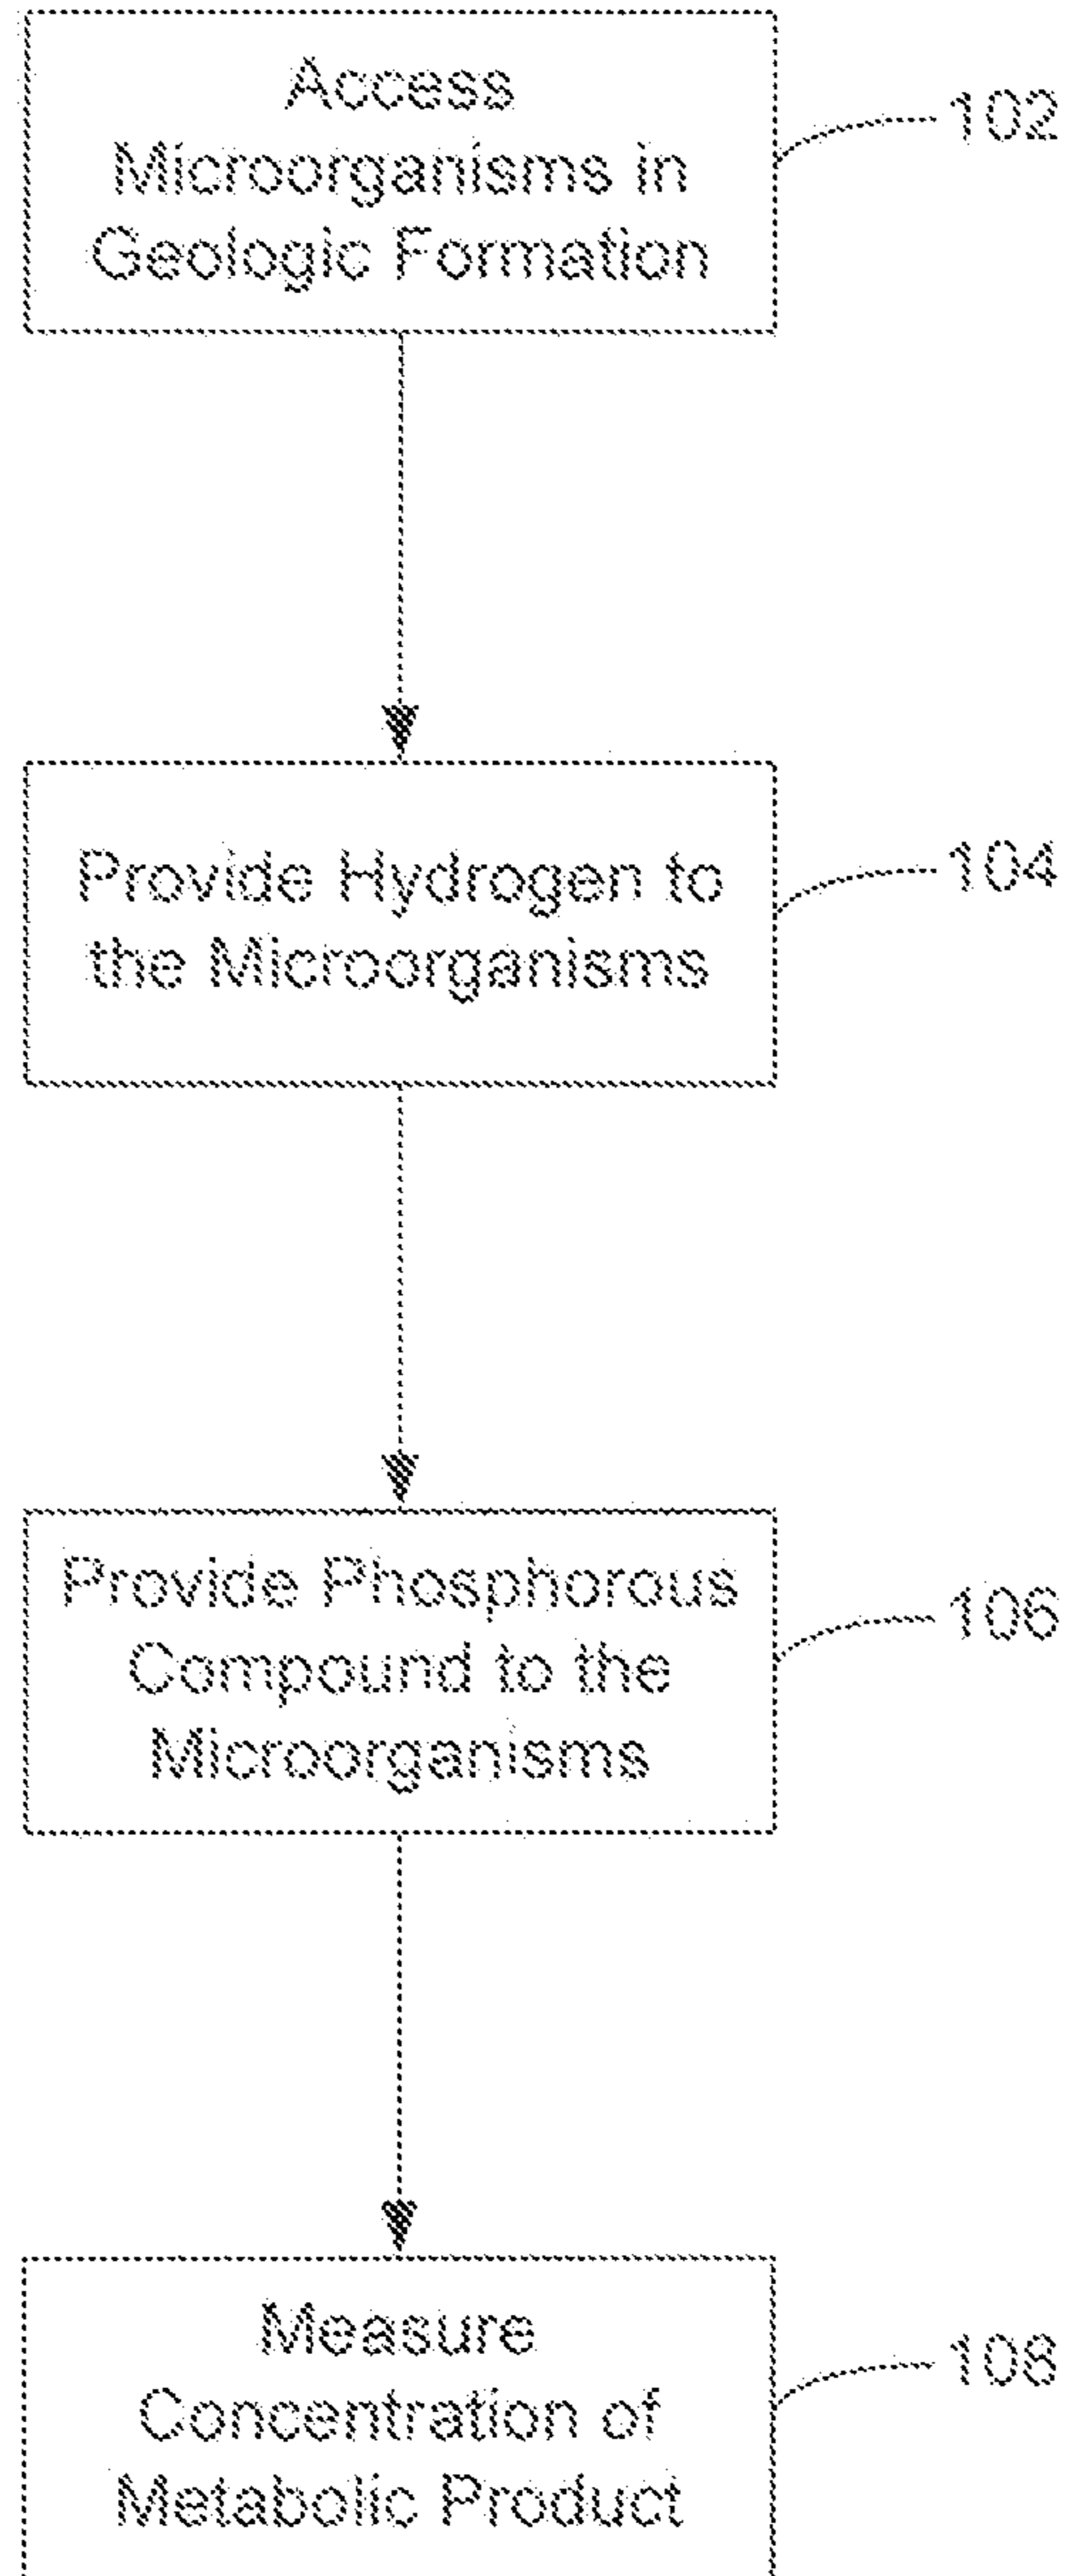 Access
Microorganisms in
Geologic Formation
102
Provide Hydrogen to
the Microorganisms
104
Provide Phosphorous
Compound to the
Microorganisms
106
Measure
Concentration of
Metabolic Product
108